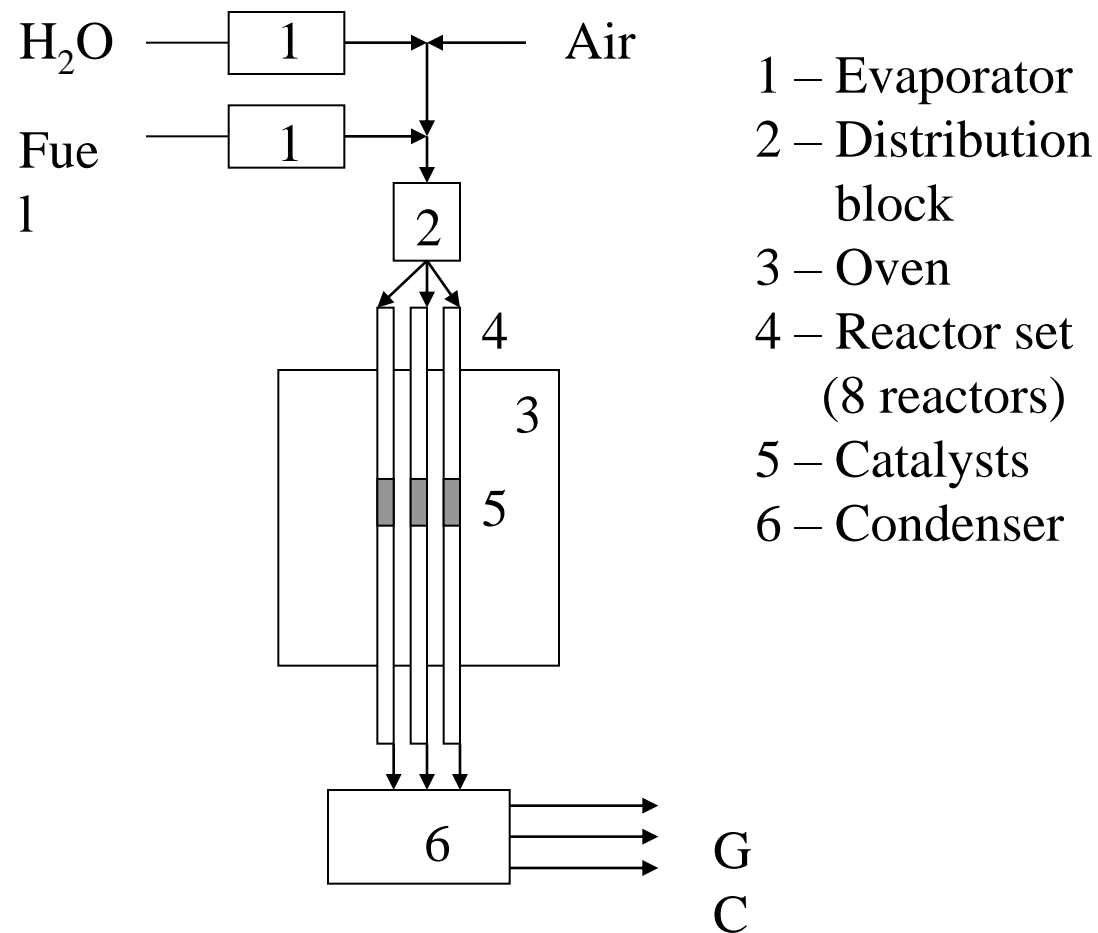 H₂O
1
Air
Fue
l
1
2
4
3
5
6
G
C
1 – Evaporator
2 – Distribution
block
3 – Oven
4 – Reactor set
(8 reactors)
5 – Catalysts
6 – Condenser